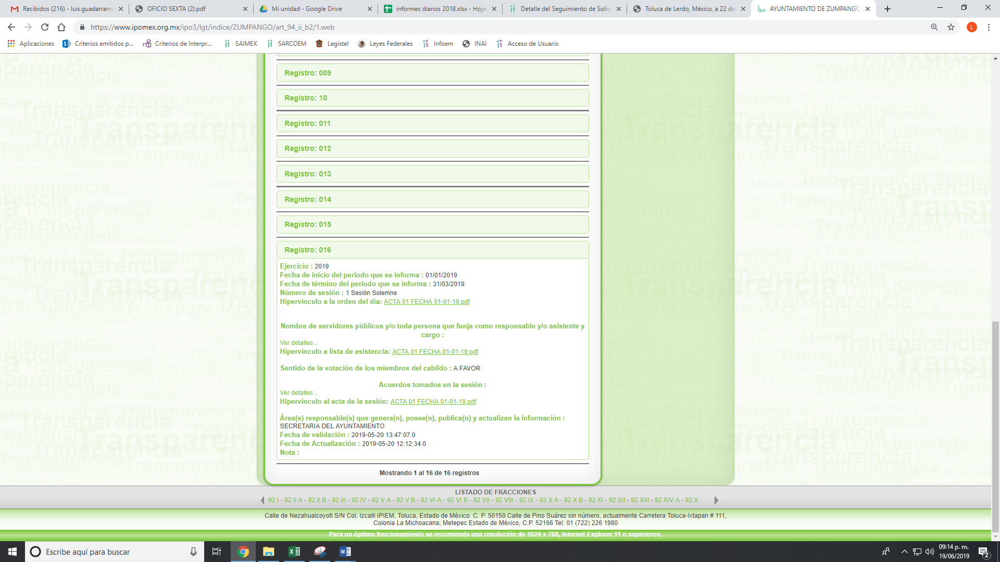 Recibidos (216) - luis.guadarrama
OFICIO SEXTA (2).pdf
Mi unidad - Google Drive
informes diarios 2018.xlsx - Hoja
Detalle del Seguimiento de Solici
Toluca de Lerdo, México, a 22 de
ipo AYUNTAMIENTO DE ZUMPANGO
https://www.ipomex.org.mx/ipo3/lgt/indice/ZUMPANGO/art_94_ii_b2/1.web
L
Aplicaciones
Criterios emitidos p...
Criterios de Interpr...
SAIMEX
SARCOEM
Legistel
Leyes Federales
Infoem
INAI
Acceso de Usuario
Registro: 009
Registro: 10
Registro: 011
Registro: 012
Registro: 013
Registro: 014
Registro: 015
Registro: 016
Ejercicio : 2019
Fecha de inicio del periodo que se informa : 01/01/2019
Fecha de término del periodo que se informa : 31/03/2019
Número de sesión : 1 Sesión Solemne
Hipervínculo a la orden del día: ACTA 01 FECHA 01-01-19.pdf
Nombre de servidores públicos y/o toda persona que funja como responsable y/o asistente y
cargo :
Ver detalles...
Hipervínculo a lista de asistencia: ACTA 01 FECHA 01-01-19.pdf
Sentido de la votación de los miembros del cabildo : A FAVOR
Acuerdos tomados en la sesión :
Ver detalles...
Hipervínculo al acta de la sesión: ACTA 01 FECHA 01-01-19.pdf
Área(s) responsable(s) que genera(n), posee(n), publica(n) y actualizan la información :
SECRETARIA DEL AYUNTAMIENTO
Fecha de validación : 2019-05-20 13:47:07.0
Fecha de Actualización : 2019-05-20 12:12:34.0
Nota :
Mostrando 1 al 16 de 16 registros
LISTADO DE FRACCIONES
92 I - 92 II A - 92 II B - 92 III - 92 IV - 92 V A - 92 V B - 92 VI A - 92 VI B - 92 VII - 92 VIII - 92 IX - 92 X A - 92 X B - 92 XI - 92 XII - 92 XIII - 92 XIV A - 92 X
Calle de Nezahualcoyotl S/N Col. Izcalli IPIEM, Toluca, Estado de México. C. P. 50150 Calle de Pino Suárez sin número, actualmente Carretera Toluca-Ixtapan # 111,
Colonia La Michoacana; Metepec Estado de México, C.P. 52166 Tel: 01 (722) 226 1980
Para un óptimo funcionamiento se recomienda una resolución de 1024 x 768, Internet Explorer 11 o superiores.
Escribe aquí para buscar
09:14 p. m.
19/06/2019
2